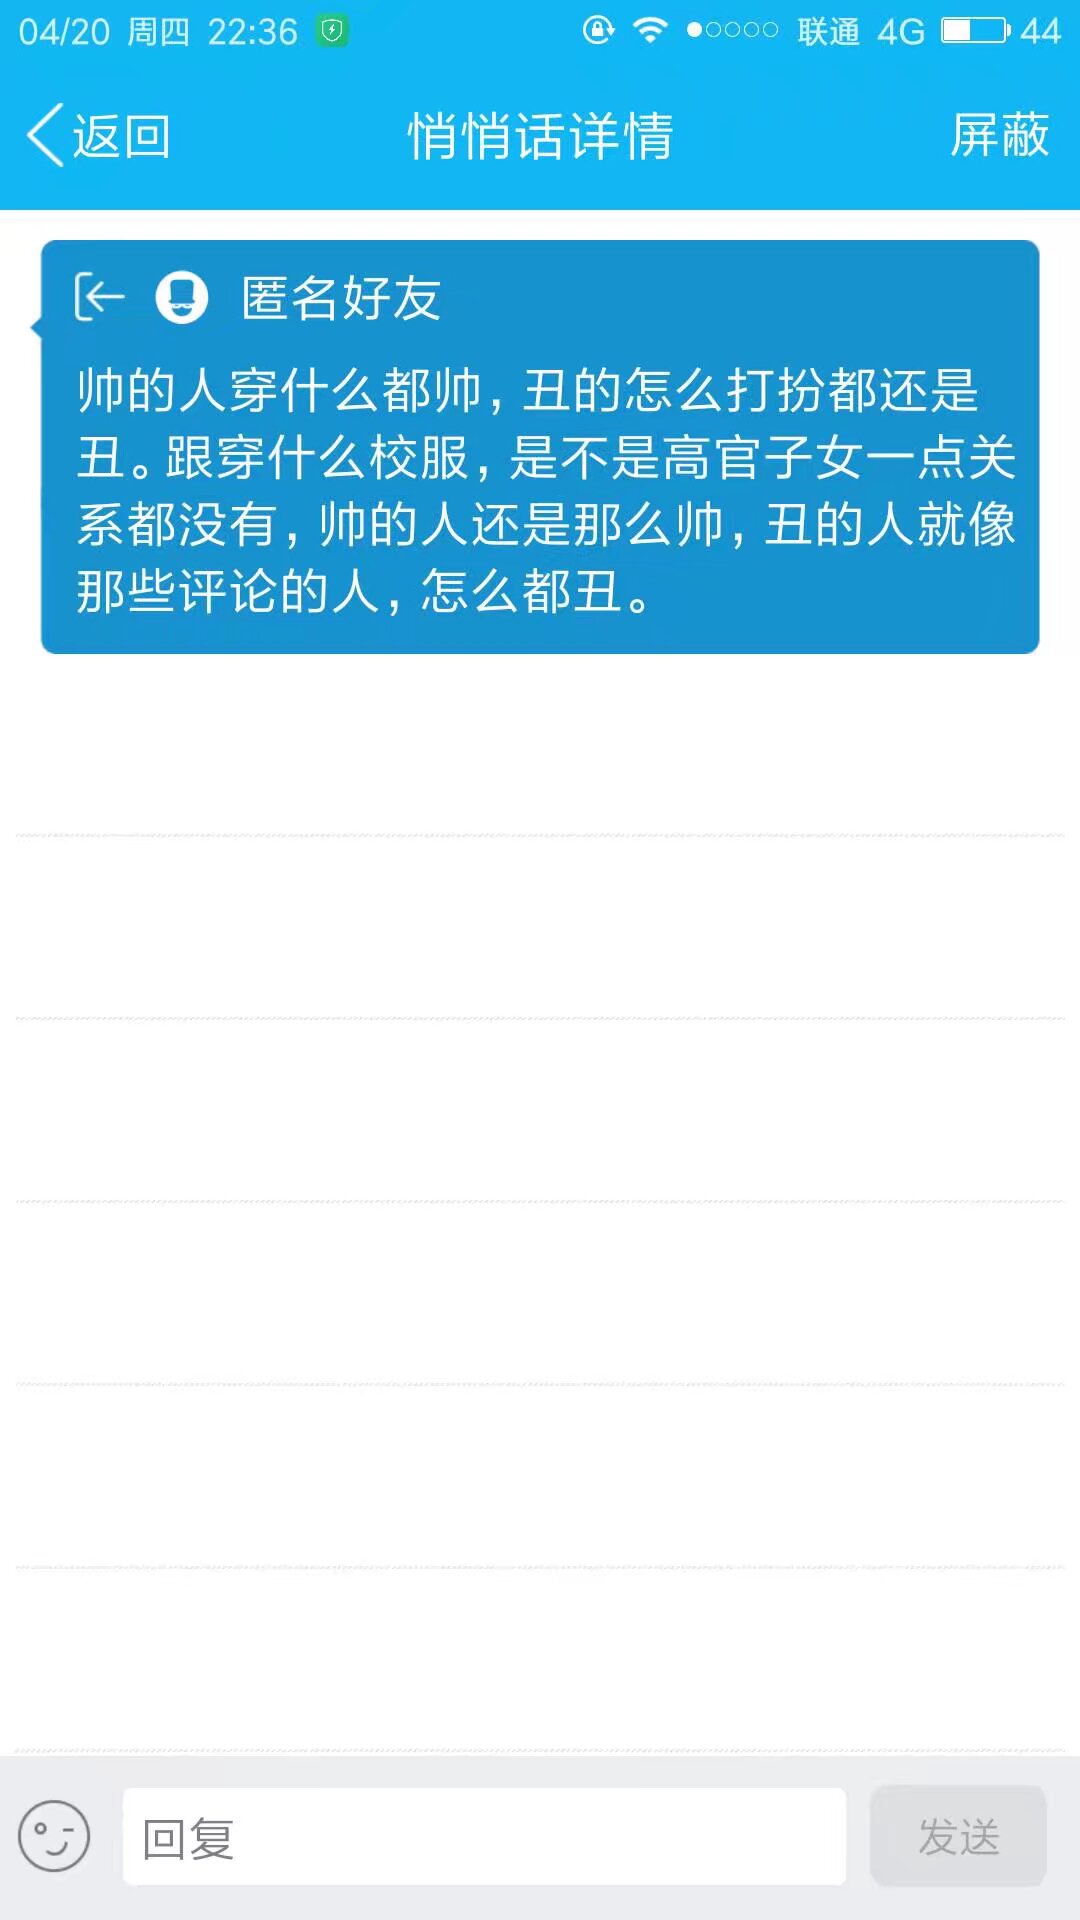 04/20 周四 22:36 联通 4G 44
返回 悄悄话详情 屏蔽
匿名好友
帅的人穿什么都帅，丑的怎么打扮都还是
丑。跟穿什么校服，是不是高官子女一点关
系都没有，帅的人还是那么帅，丑的人就像
那些评论的人，怎么都丑。
回复 发送